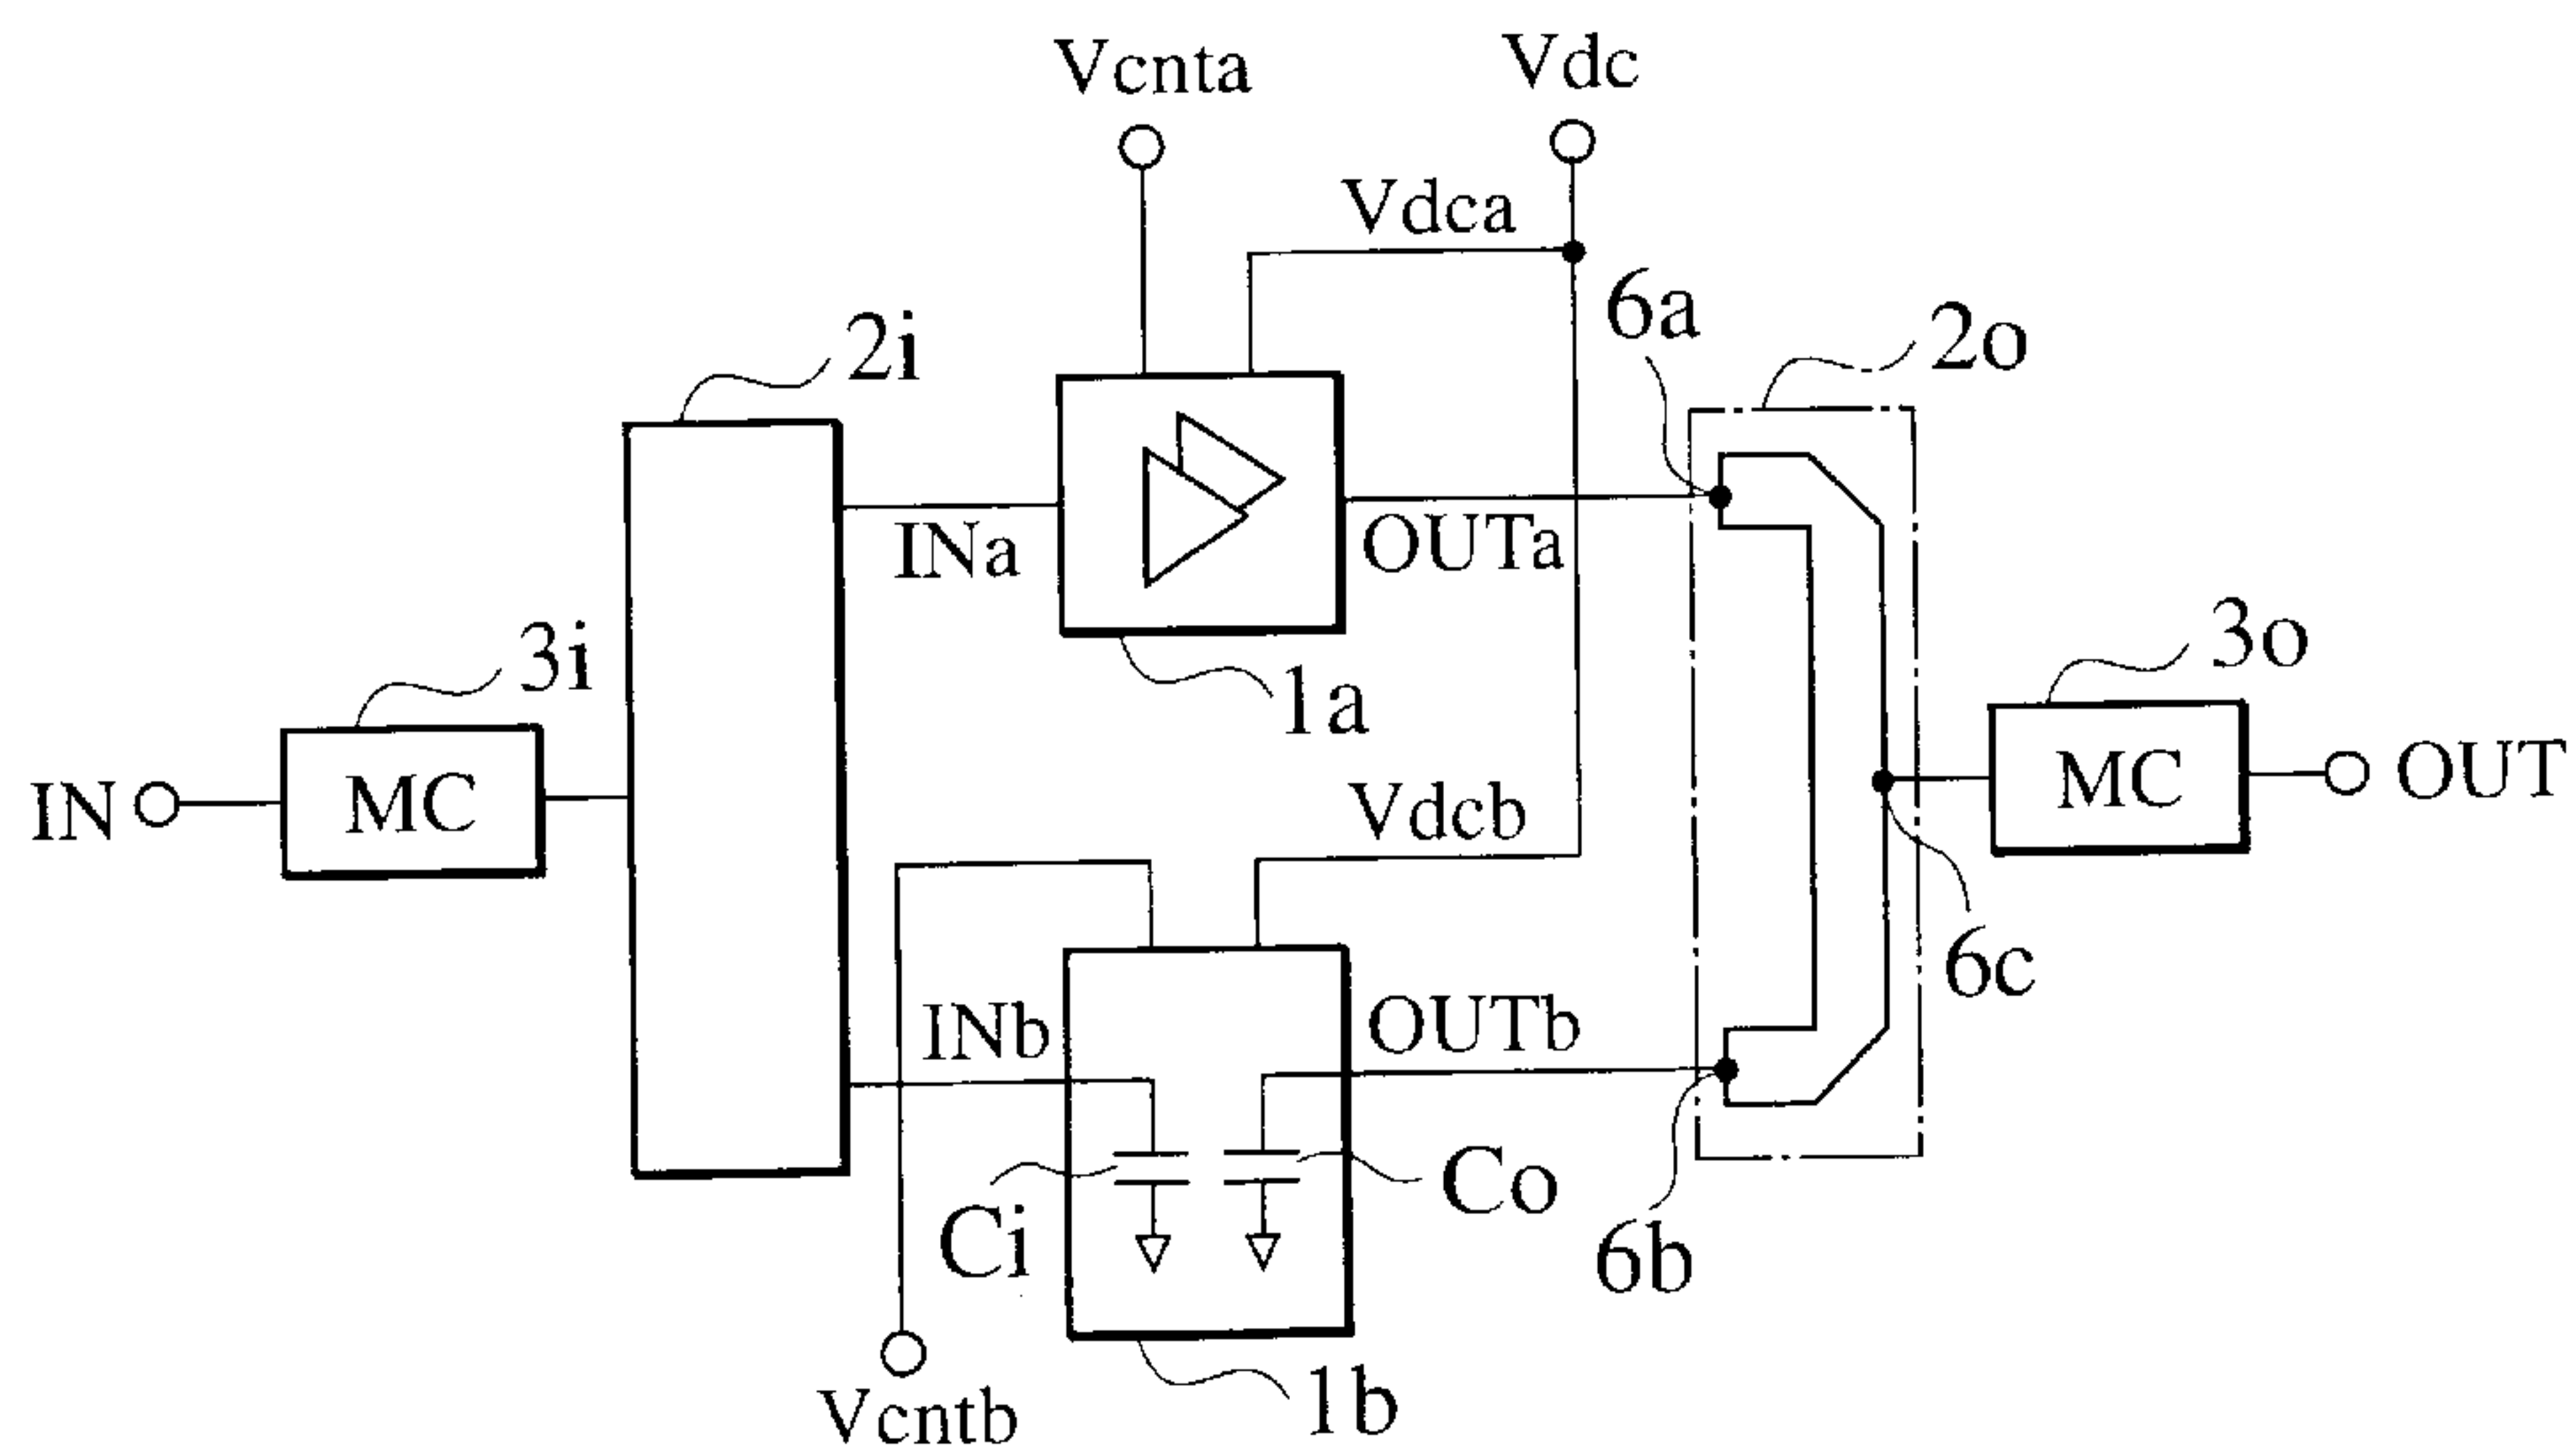 Vcnta
Vdc
Vdca
6a
2i
2o
INa
OUTa
3i
3o
1a
IN
MC
Vdcb
MC
OUT
6c
INb
OUTb
Ci
Co
6b
1b
Vcntb